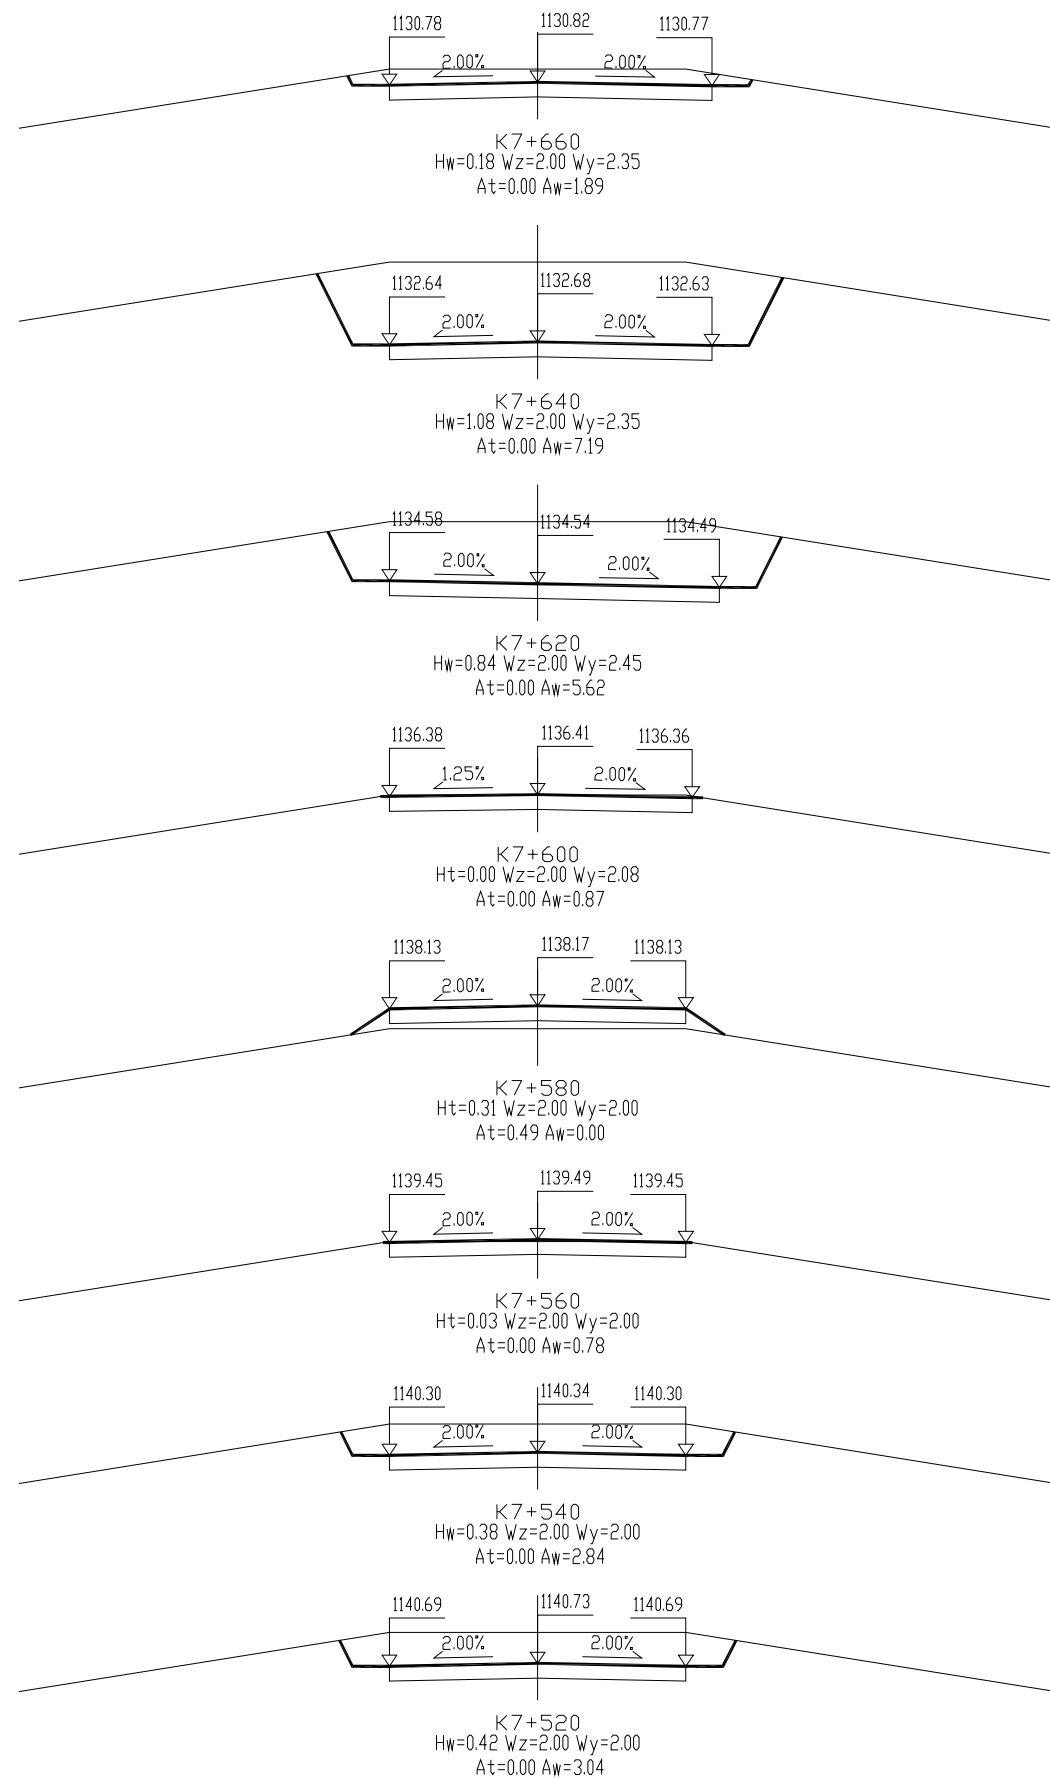 1130.78 1130.82 1130.77
2.00% 2.00%
K7+660
Hw=0.18 Wz=2.00 Wy=2.35
At=0.00 Aw=1.89
1132.64 1132.68 1132.63
2.00% 2.00%
K7+640
Hw=1.08 Wz=2.00 Wy=2.35
At=0.00 Aw=7.19
1134.58 1134.54 1134.49
2.00% 2.00%
K7+620
Hw=0.84 Wz=2.00 Wy=2.45
At=0.00 Aw=5.62
1136.38 1136.41 1136.36
1.25% 2.00%
K7+600
Ht=0.00 Wz=2.00 Wy=2.08
At=0.00 Aw=0.87
1138.13 1138.17 1138.13
2.00% 2.00%
K7+580
Ht=0.31 Wz=2.00 Wy=2.00
At=0.49 Aw=0.00
1139.45 1139.49 1139.45
2.00% 2.00%
K7+560
Ht=0.03 Wz=2.00 Wy=2.00
At=0.00 Aw=0.78
1140.30 1140.34 1140.30
2.00% 2.00%
K7+540
Hw=0.38 Wz=2.00 Wy=2.00
At=0.00 Aw=2.84
1140.69 1140.73 1140.69
2.00% 2.00%
K7+520
Hw=0.42 Wz=2.00 Wy=2.00
At=0.00 Aw=3.04